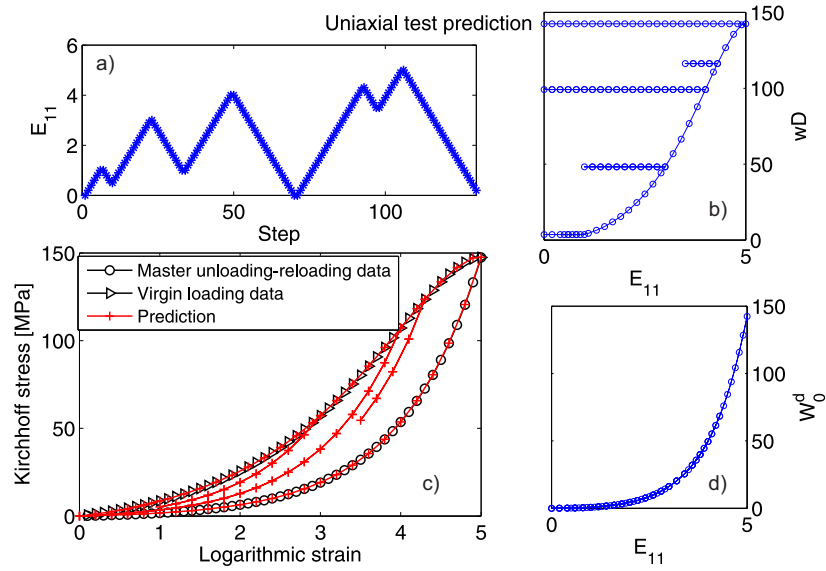 Uniaxial test prediction
a)
6
4
2
0
E11
50
100
Step
150
100
50
0
wD
b)
0
5
E11
150
100
50
0
Kirchhoff stress [MPa]
Master unloading-reloading data
Virgin loading data
Prediction
c)
0
1
2
3
4
5
Logarithmic strain
150
100
50
0
W0d
d)
0
5
E11